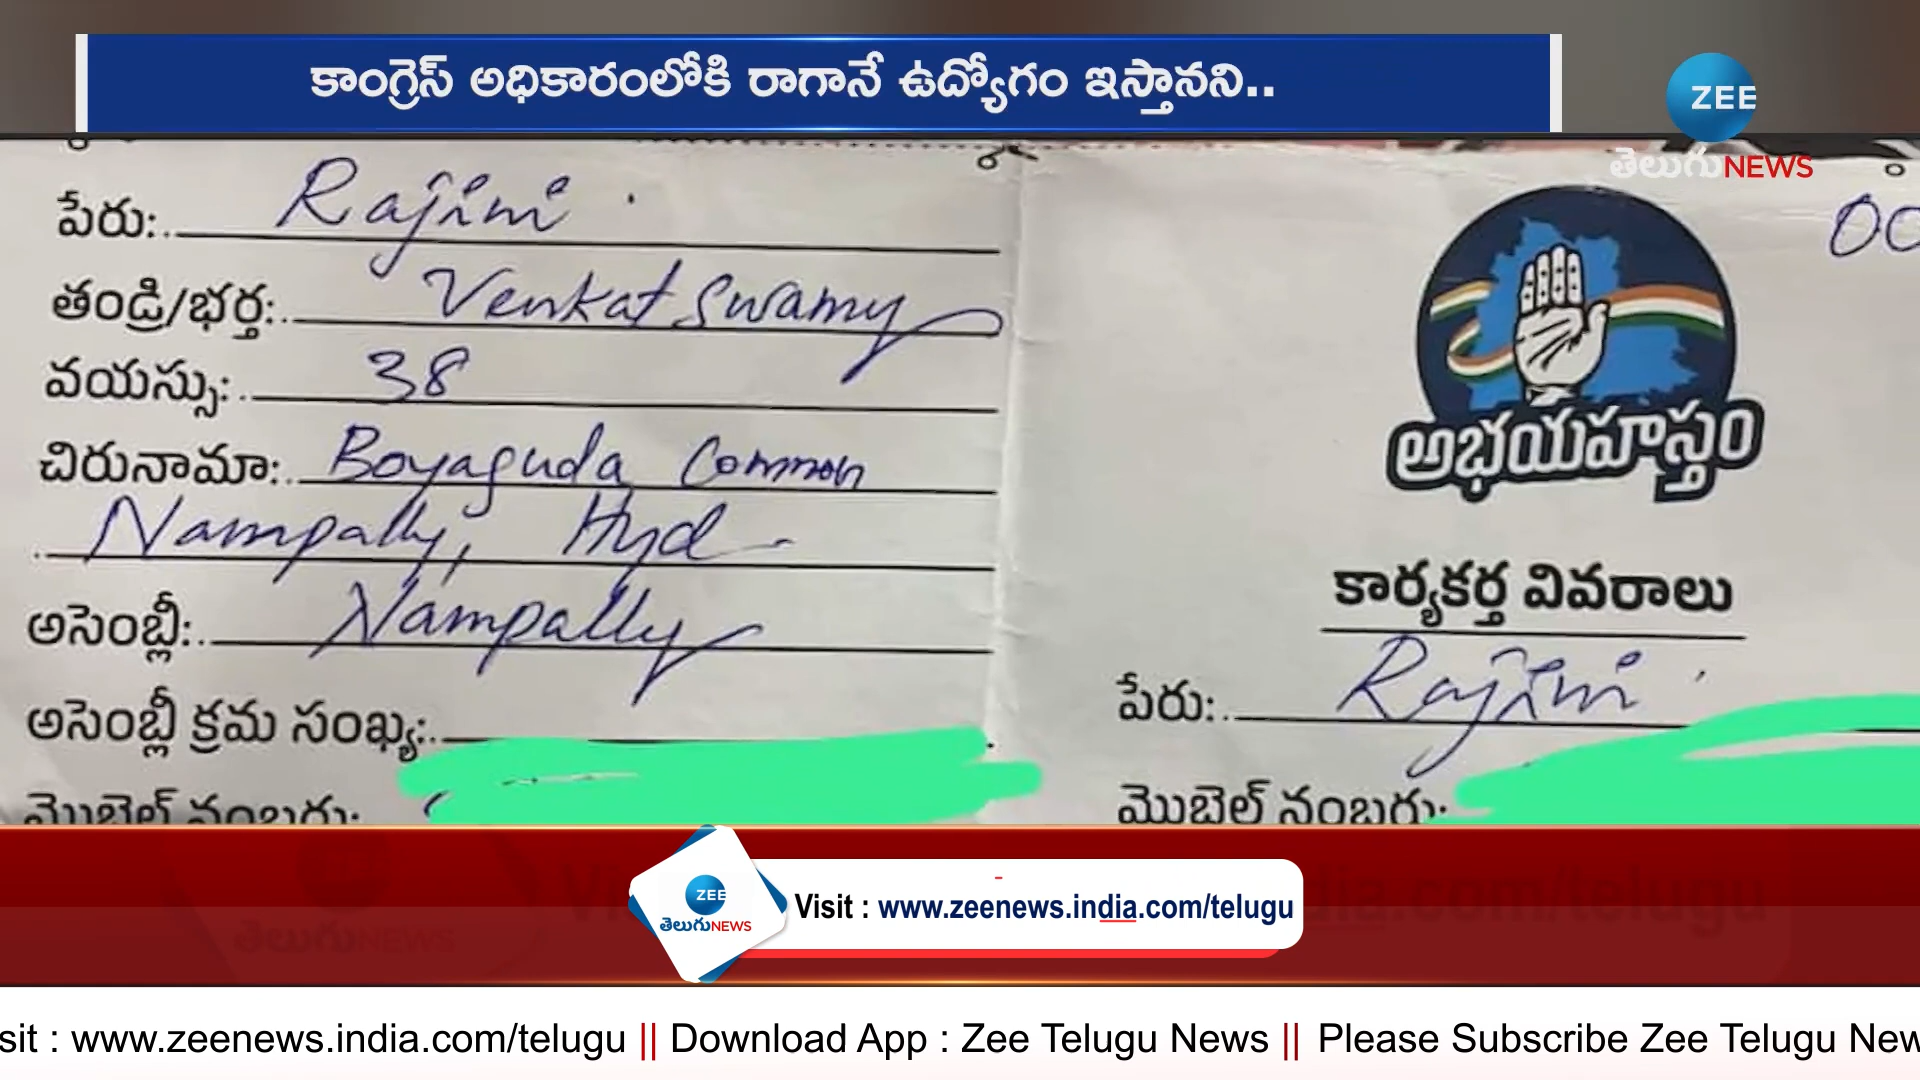 కాంగ్రెస్ అధికారంలోకి రాగానే ఉద్యోగం ఇస్తానని..
ZEE
తెలుగు NEWS
పేరు: Rajini
తండ్రి/భర్త: Venkat Swamy
వయస్సు: 38
చిరునామా: Boyaguda Common
Nampally, Hyd
అసెంబ్లీ: Nampally
అసెంబ్లీ క్రమ సంఖ్య:
మొబైల్ నంబరు:
00
అభయహస్తం
కార్యకర్త వివరాలు
పేరు: Rajini
మొబైల్ నంబరు:
ZEE
తెలుగు NEWS
Visit : www.zeenews.india.com/telugu
sit : www.zeenews.india.com/telugu || Download App : Zee Telugu News || Please Subscribe Zee Telugu New